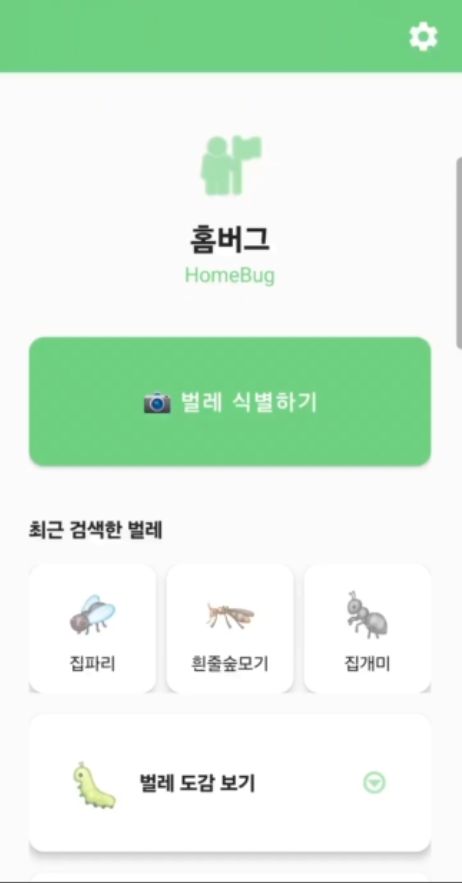 홈버그
HomeBug
벌레 식별하기
최근 검색한 벌레
집파리
흰줄숲모기
집개미
벌레 도감 보기